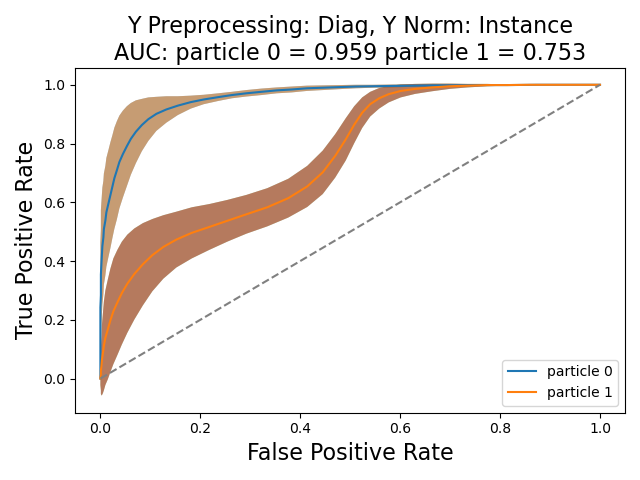 Y Preprocessing: Diag, Y Norm: Instance
AUC: particle 0 = 0.959 particle 1 = 0.753
True Positive Rate
1.0
0.8
0.6
0.4
0.2
0.0
0.0 0.2 0.4 0.6 0.8 1.0
False Positive Rate
particle 0
particle 1